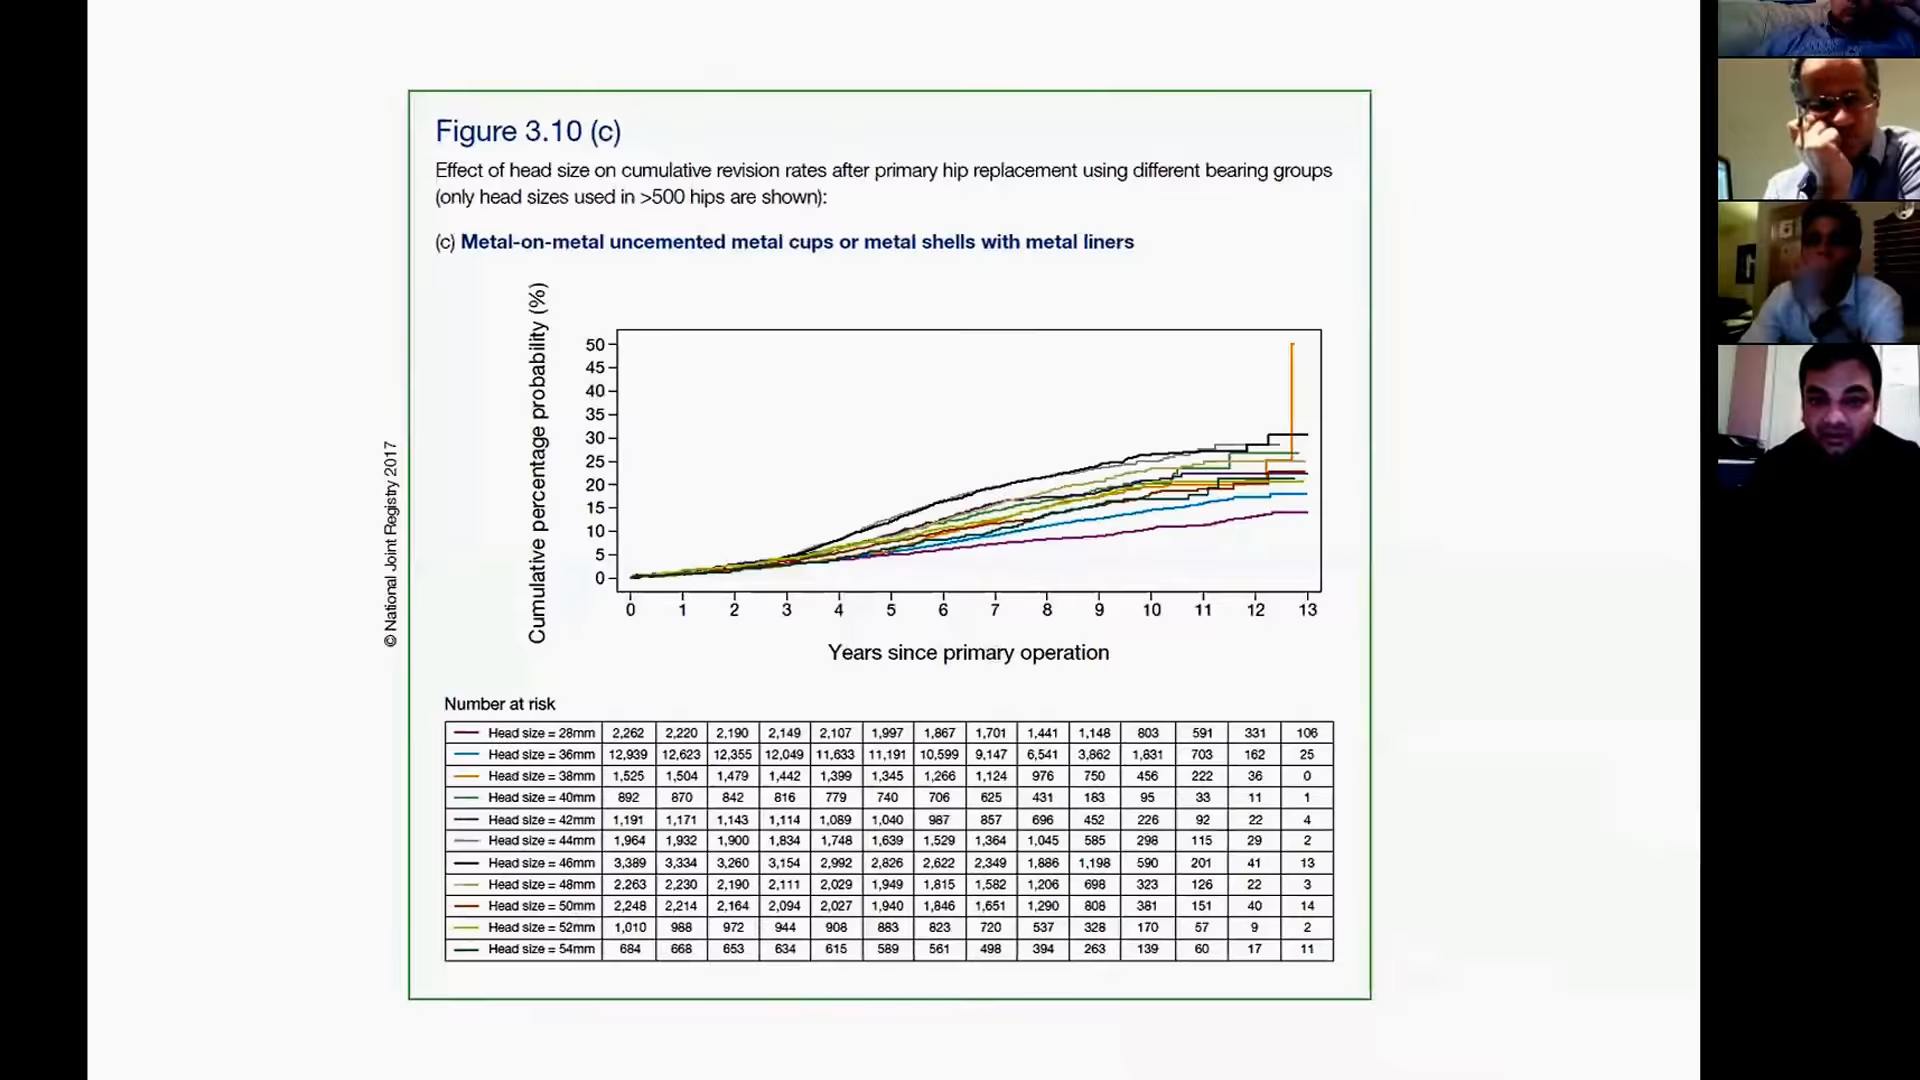 Figure 3.10 (c)
Effect of head size on cumulative revision rates after primary hip replacement using different bearing groups
(only head sizes used in >500 hips are shown):
(c) Metal-on-metal uncemented metal cups or metal shells with metal liners
© National Joint Registry 2017
Cumulative percentage probability (%)
50
45
40
35
30
25
20
15
10
5
0
0 1 2 3 4 5 6 7 8 9 10 11 12 13
Years since primary operation
Number at risk
Head size = 28mm 2,262 2,220 2,190 2,149 2,107 1,997 1,867 1,701 1,441 1,148 803 591 331 106
Head size = 36mm 12,939 12,623 12,355 12,049 11,633 11,191 10,599 9,147 6,541 3,862 1,831 703 162 25
Head size = 38mm 1,525 1,504 1,479 1,442 1,399 1,345 1,266 1,124 976 750 456 222 36 0
Head size = 40mm 892 870 842 816 779 740 706 625 431 183 95 33 11 1
Head size = 42mm 1,191 1,171 1,143 1,114 1,089 1,040 987 857 696 452 226 92 22 4
Head size = 44mm 1,964 1,932 1,900 1,834 1,748 1,639 1,529 1,364 1,045 585 298 115 29 2
Head size = 46mm 3,389 3,334 3,260 3,154 2,992 2,826 2,622 2,349 1,886 1,198 590 201 41 13
Head size = 48mm 2,263 2,230 2,190 2,111 2,029 1,949 1,815 1,582 1,206 698 323 126 22 3
Head size = 50mm 2,248 2,214 2,164 2,094 2,027 1,940 1,846 1,651 1,290 808 381 151 40 14
Head size = 52mm 1,010 988 972 944 908 883 823 720 537 328 170 57 9 2
Head size = 54mm 684 668 653 634 615 589 561 498 394 263 139 60 17 11